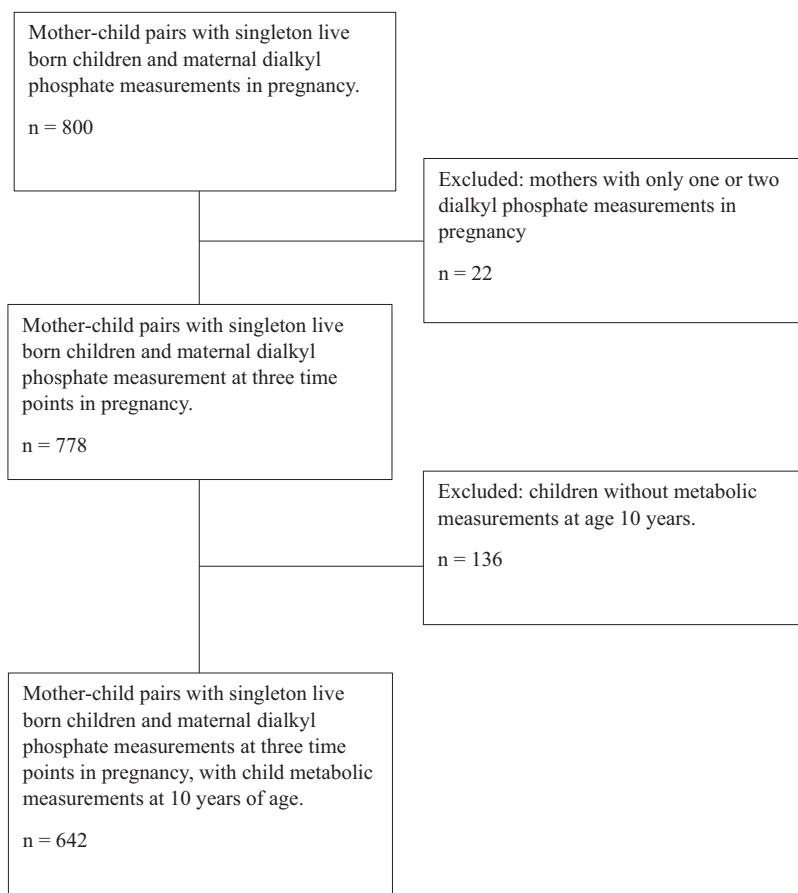 Mother-child pairs with singleton live
born children and maternal dialkyl
phosphate measurements in pregnancy.
n = 800
Excluded: mothers with only one or two
dialkyl phosphate measurements in
pregnancy
n = 22
Mother-child pairs with singleton live
born children and maternal dialkyl
phosphate measurement at three time
points in pregnancy.
n = 778
Excluded: children without metabolic
measurements at age 10 years.
n = 136
Mother-child pairs with singleton live
born children and maternal dialkyl
phosphate measurements at three time
points in pregnancy, with child metabolic
measurements at 10 years of age.
n = 642